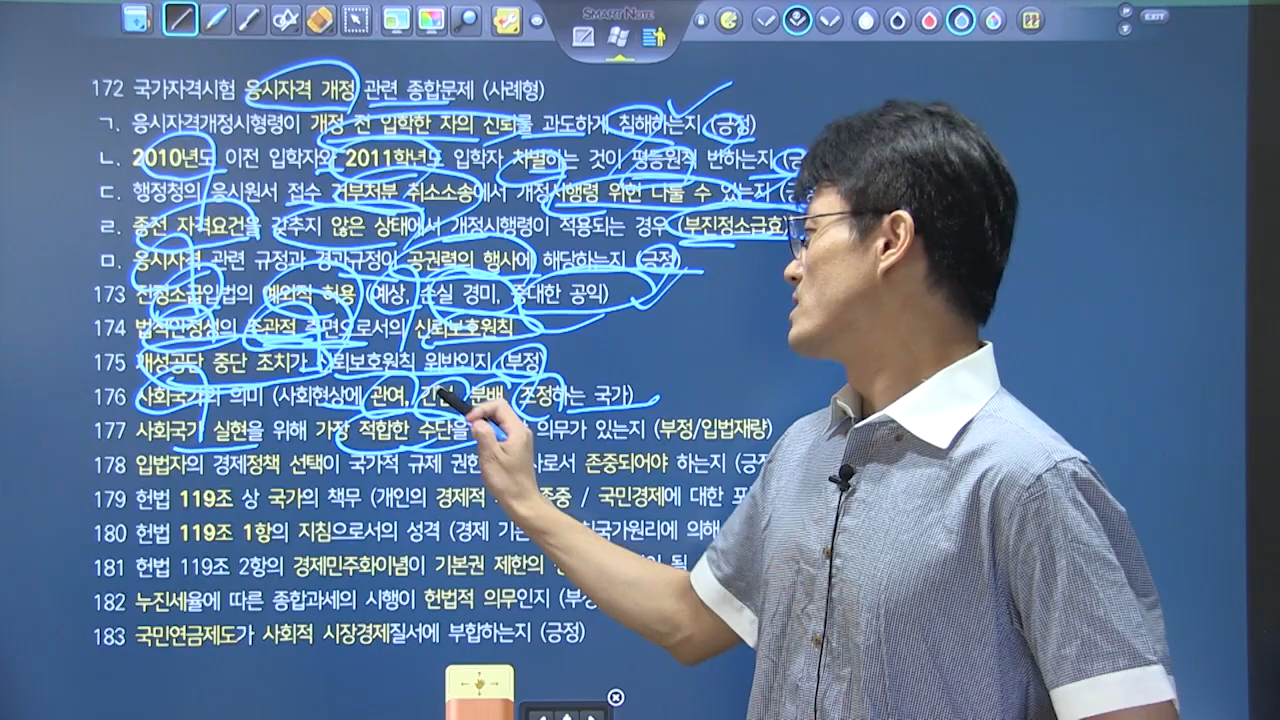 SMARTNOTE
EXIT
172 국가자격시험 응시자격 개정 관련 종합문제 (사례형)
ㄱ. 응시자격개정시행령이 개정 전 입학한 자의 신뢰를 과도하게 침해하는지 (긍정)
ㄴ. 2010년도 이전 입학자와 2011학년도 입학자 차별하는 것이 평등원칙 반하는지
ㄷ. 행정청의 응시원서 접수 거부처분 취소소송에서 개정시행령 위헌 다툴 수 있는지
ㄹ. 종전 자격요건을 갖추지 않은 상태에서 개정시행령이 적용되는 경우 (부진정소급효)
ㅁ. 응시자격 관련 규정과 경과규정이 공권력의 행사에 해당하는지 (긍정)
173 진정소급입법의 예외적 허용 (예상, 손실 경미, 중대한 공익)
174 법적안정성의 주관적 측면으로서의 신뢰보호원칙
175 개성공단 중단 조치가 신뢰보호원칙 위반인지 (부정)
176 사회국가의 의미 (사회현상에 관여, 간섭, 분배, 조정하는 국가)
177 사회국가 실현을 위해 가장 적합한 수단을 의무가 있는지 (부정/입법재량)
178 입법자의 경제정책 선택이 국가적 규제 권한 존중되어야 하는지
179 헌법 119조 상 국가의 책무 (개인의 경제적 / 국민경제에 대한
180 헌법 119조 1항의 지침으로서의 성격 (경제 의해
181 헌법 119조 2항의 경제민주화이념이 기본권 제한의
182 누진세율에 따른 종합과세의 시행이 헌법적 의무인지
183 국민연금제도가 사회적 시장경제질서에 부합하는지 (긍정)